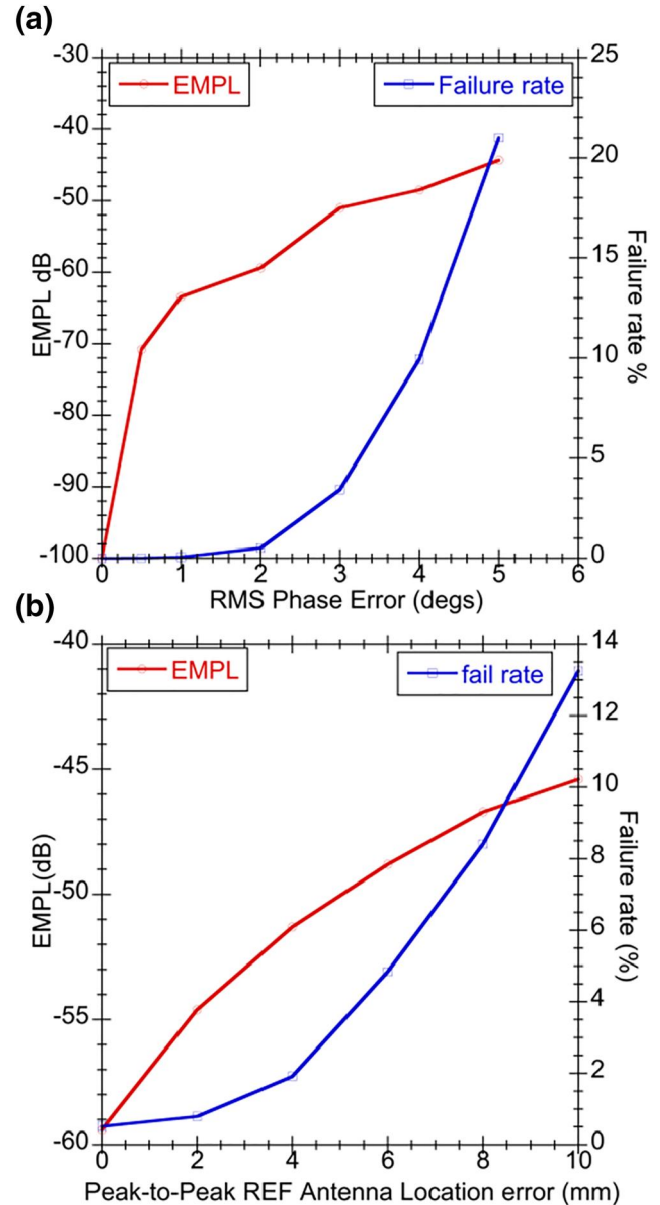 (a)
-30
-40
-50
-60
-70
-80
-90
-100
EMPL dB
EMPL
Failure rate
25
20
15
10
5
0
Failure rate %
0 1 2 3 4 5 6
RMS Phase Error (degs)
(b)
-40
-45
-50
-55
-60
EMPL(dB)
EMPL
fail rate
14
12
10
8
6
4
2
0
Failure rate (%)
0 2 4 6 8 10
Peak-to-Peak REF Antenna Location error (mm)